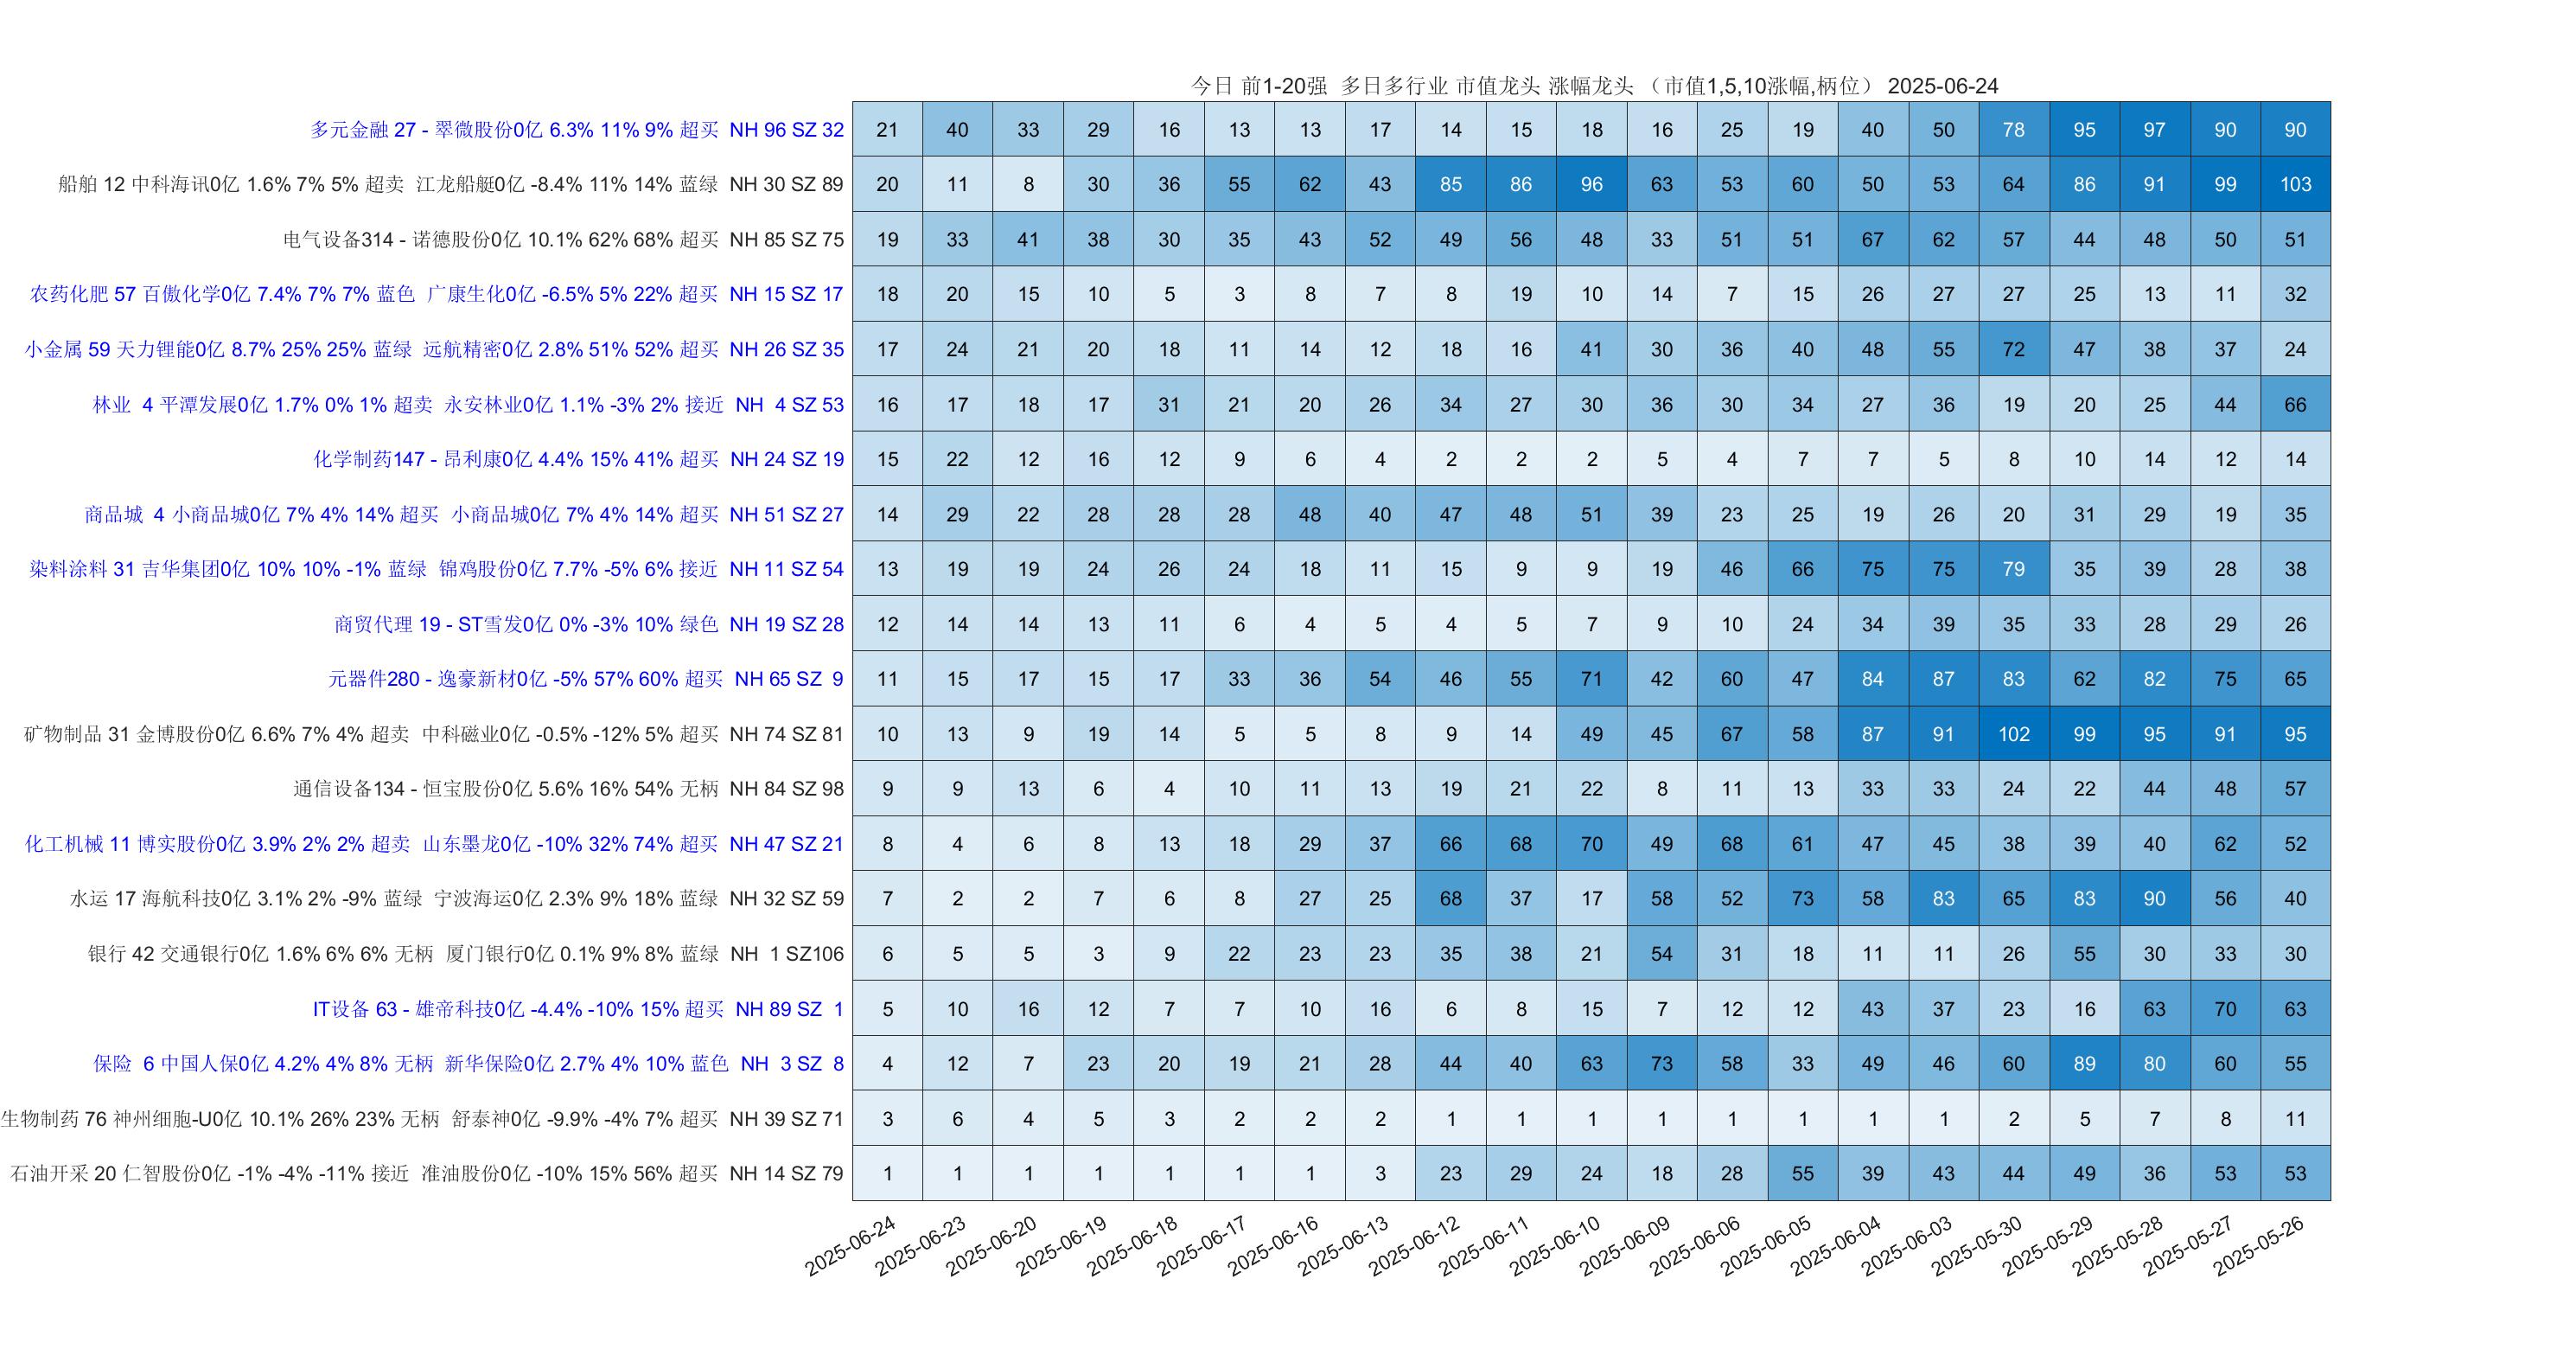 今日 前1-20强 多日多行业 市值龙头 涨幅龙头 （市值1,5,10涨幅,柄位） 2025-06-24
多元金融 27 - 翠微股份0亿 6.3% 11% 9% 超买 NH 96 SZ 32 21 40 33 29 16 13 13 17 14 15 18 16 25 19 40 50 78 95 97 90 90
船舶 12 中科海讯0亿 1.6% 7% 5% 超卖 江龙船艇0亿 -8.4% 11% 14% 蓝绿 NH 30 SZ 89 20 11 8 30 36 55 62 43 85 86 96 63 53 60 50 53 64 86 91 99 103
电气设备314 - 诺德股份0亿 10.1% 62% 68% 超买 NH 85 SZ 75 19 33 41 38 30 35 43 52 49 56 48 33 51 51 67 62 57 44 48 50 51
农药化肥 57 百傲化学0亿 7.4% 7% 7% 蓝色 广康生化0亿 -6.5% 5% 22% 超买 NH 15 SZ 17 18 20 15 10 5 3 8 7 8 19 10 14 7 15 26 27 27 25 13 11 32
小金属 59 天力锂能0亿 8.7% 25% 25% 蓝绿 远航精密0亿 2.8% 51% 52% 超买 NH 26 SZ 35 17 24 21 20 18 11 14 12 18 16 41 30 36 40 48 55 72 47 38 37 24
林业 4 平潭发展0亿 1.7% 0% 1% 超卖 永安林业0亿 1.1% -3% 2% 接近 NH 4 SZ 53 16 17 18 17 31 21 20 26 34 27 30 36 30 34 27 36 19 20 25 44 66
化学制药147 - 昂利康0亿 4.4% 15% 41% 超买 NH 24 SZ 19 15 22 12 16 12 9 6 4 2 2 2 5 4 7 7 5 8 10 14 12 14
商品城 4 小商品城0亿 7% 4% 14% 超买 小商品城0亿 7% 4% 14% 超买 NH 51 SZ 27 14 29 22 28 28 28 48 40 47 48 51 39 23 25 19 26 20 31 29 19 35
染料涂料 31 吉华集团0亿 10% 10% -1% 蓝绿 锦鸡股份0亿 7.7% -5% 6% 接近 NH 11 SZ 54 13 19 19 24 26 24 18 11 15 9 9 19 46 66 75 75 79 35 39 28 38
商贸代理 19 - ST雪发0亿 0% -3% 10% 绿色 NH 19 SZ 28 12 14 14 13 11 6 4 5 4 5 7 9 10 24 34 39 35 33 28 29 26
元器件280 - 逸豪新材0亿 -5% 57% 60% 超买 NH 65 SZ 9 11 15 17 15 17 33 36 54 46 55 71 42 60 47 84 87 83 62 82 75 65
矿物制品 31 金博股份0亿 6.6% 7% 4% 超卖 中科磁业0亿 -0.5% -12% 5% 超买 NH 74 SZ 81 10 13 9 19 14 5 5 8 9 14 49 45 67 58 87 91 102 99 95 91 95
通信设备134 - 恒宝股份0亿 5.6% 16% 54% 无柄 NH 84 SZ 98 9 9 13 6 4 10 11 13 19 21 22 8 11 13 33 33 24 22 44 48 57
化工机械 11 博实股份0亿 3.9% 2% 2% 超卖 山东墨龙0亿 -10% 32% 74% 超买 NH 47 SZ 21 8 4 6 8 13 18 29 37 66 68 70 49 68 61 47 45 38 39 40 62 52
水运 17 海航科技0亿 3.1% 2% -9% 蓝绿 宁波海运0亿 2.3% 9% 18% 蓝绿 NH 32 SZ 59 7 2 2 7 6 8 27 25 68 37 17 58 52 73 58 83 65 83 90 56 40
银行 42 交通银行0亿 1.6% 6% 6% 无柄 厦门银行0亿 0.1% 9% 8% 蓝绿 NH 1 SZ106 6 5 5 3 9 22 23 23 35 38 21 54 31 18 11 11 26 55 30 33 30
IT设备 63 - 雄帝科技0亿 -4.4% -10% 15% 超买 NH 89 SZ 1 5 10 16 12 7 7 10 16 6 8 15 7 12 12 43 37 23 16 63 70 63
保险 6 中国人保0亿 4.2% 4% 8% 无柄 新华保险0亿 2.7% 4% 10% 蓝色 NH 3 SZ 8 4 12 7 23 20 19 21 28 44 40 63 73 58 33 49 46 60 89 80 60 55
生物制药 76 神州细胞-U0亿 10.1% 26% 23% 无柄 舒泰神0亿 -9.9% -4% 7% 超买 NH 39 SZ 71 3 6 4 5 3 2 2 2 1 1 1 1 1 1 1 1 2 5 7 8 11
石油开采 20 仁智股份0亿 -1% -4% -11% 接近 准油股份0亿 -10% 15% 56% 超买 NH 14 SZ 79 1 1 1 1 1 1 1 3 23 29 24 18 28 55 39 43 44 49 36 53 53
2025-06-24 2025-06-23 2025-06-20 2025-06-19 2025-06-18 2025-06-17 2025-06-16 2025-06-13 2025-06-12 2025-06-11 2025-06-10 2025-06-09 2025-06-06 2025-06-05 2025-06-04 2025-06-03 2025-05-30 2025-05-29 2025-05-28 2025-05-27 2025-05-26